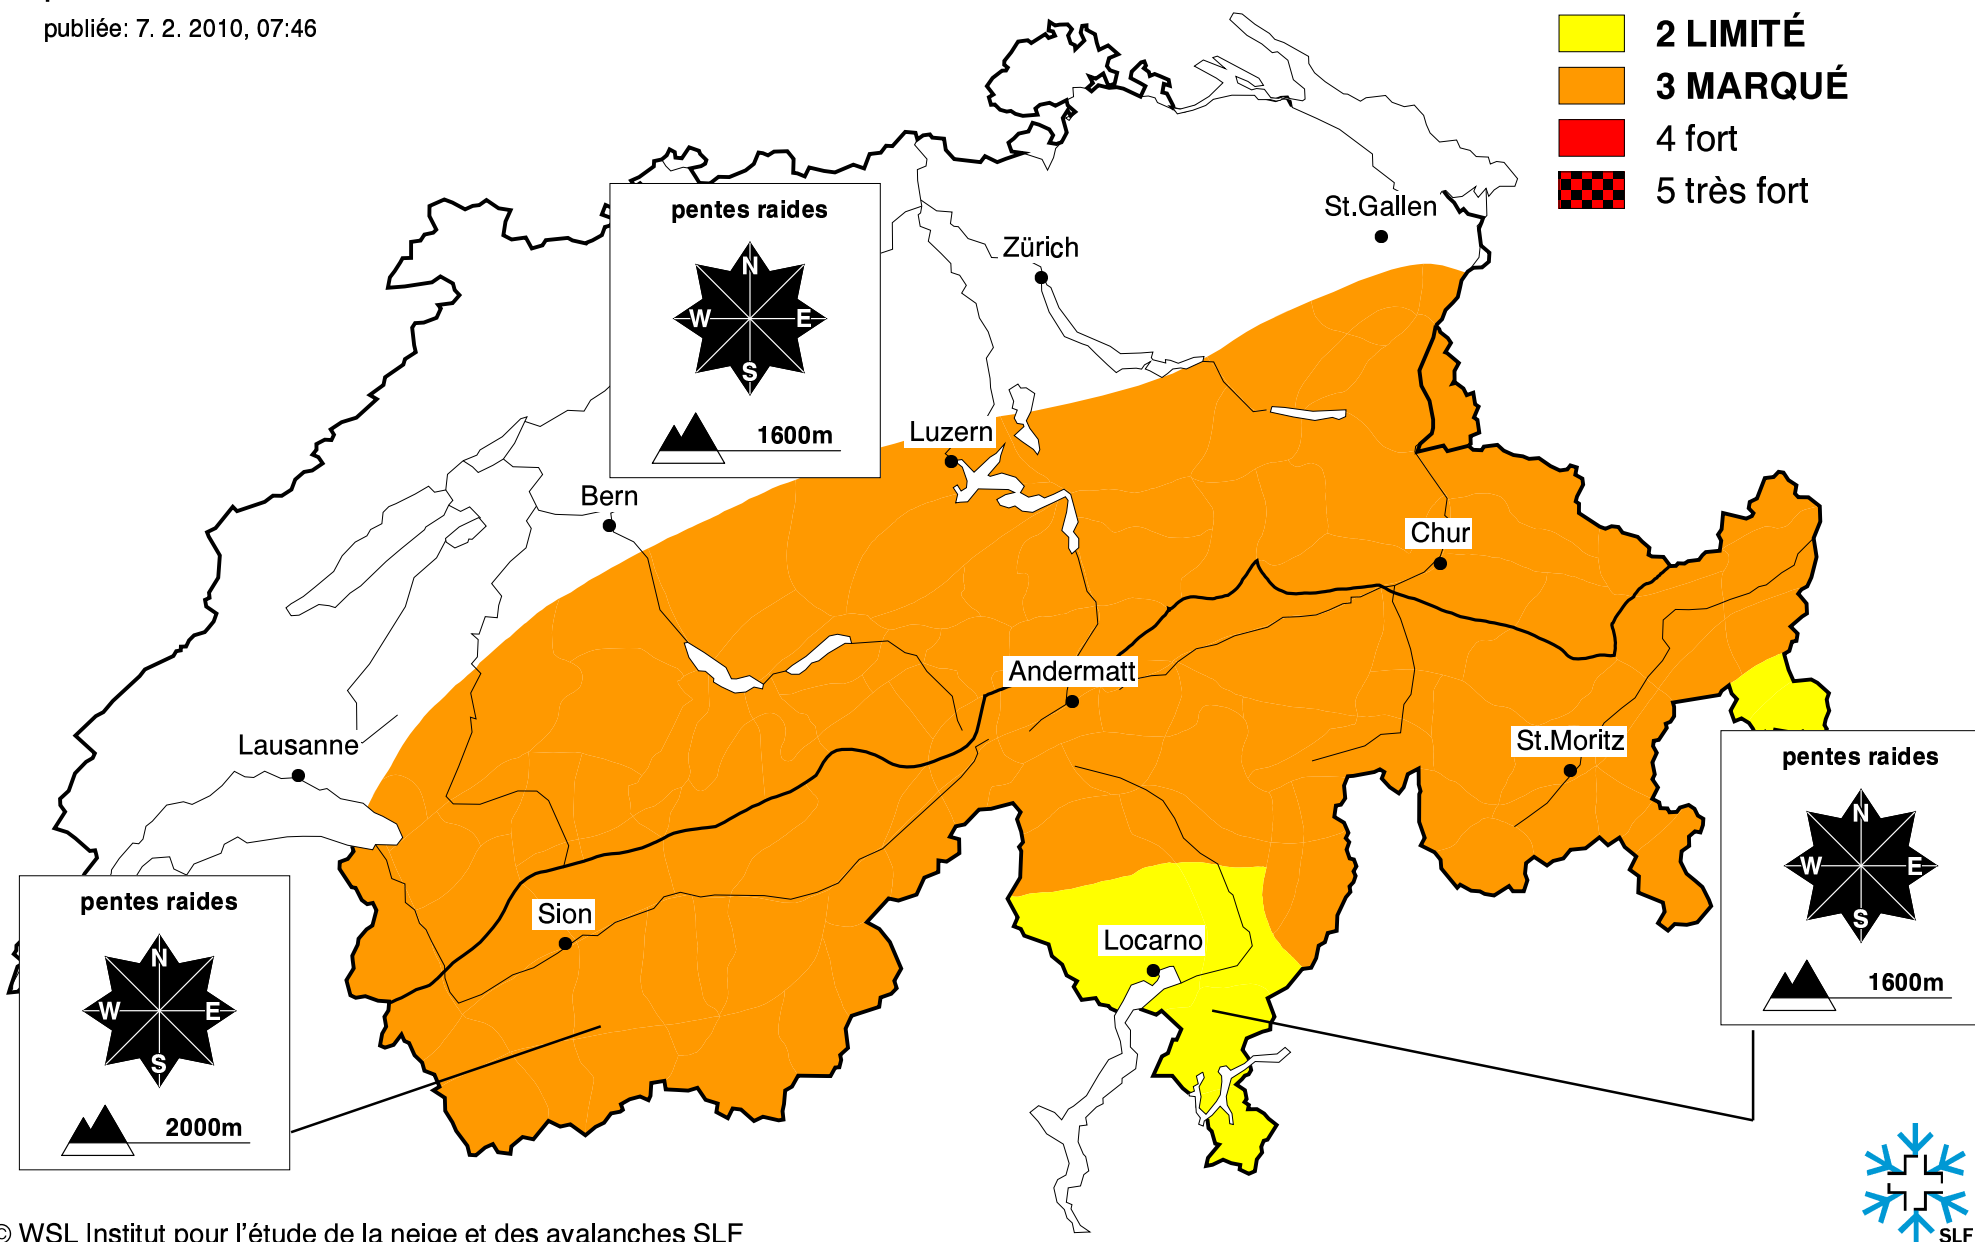 publiée: 7. 2. 2010, 07:46
2 LIMITÉ
3 MARQUÉ
4 fort
5 très fort
St.Gallen
pentes raides
N
W E
S
1600m
Zürich
Luzern
Bern
Chur
Andermatt
Lausanne
St.Moritz
pentes raides
N
W E
S
1600m
Sion
Locarno
pentes raides
N
W E
S
2000m
© WSL Institut pour l'étude de la neige et des avalanches SLF
SLF